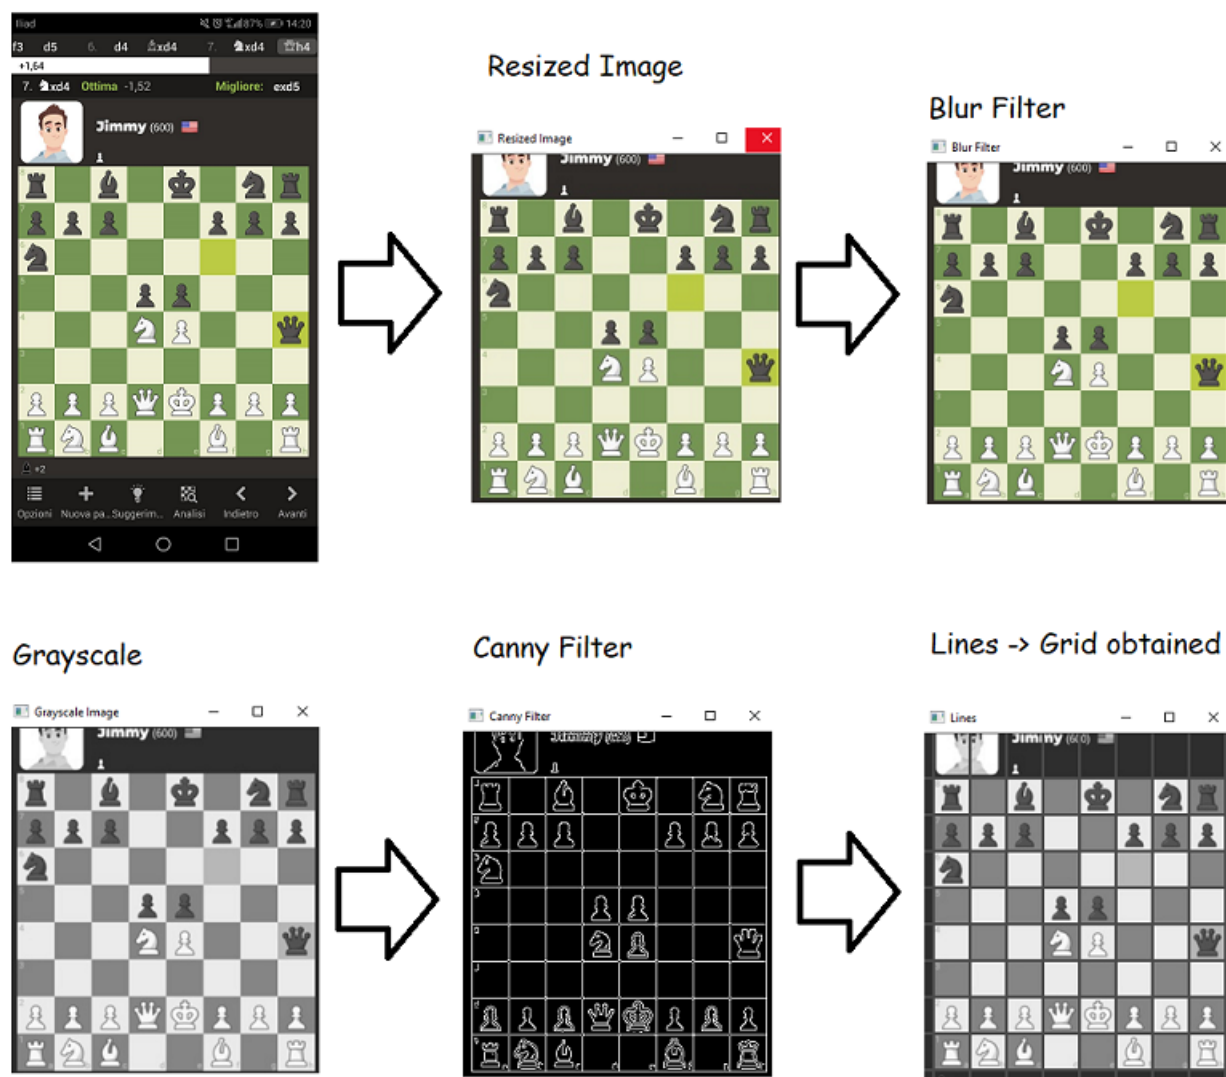 Iliad 87% 14:20
f3 d5 6. d4 xd4 7. xd4 h4
+1,64
7. xd4 Ottima -1,52 Migliore: exd5
Jimmy (600)
+2
Opzioni Nuova pa... Suggerim... Analisi Indietro Avanti
Resized Image
Resized Image
Jimmy (600)
Blur Filter
Blur Filter
Jimmy (600)
Grayscale
Grayscale Image
Jimmy (600)
Canny Filter
Canny Filter
Jimmy (600)
Lines -> Grid obtained
Lines
Jimmy (600)